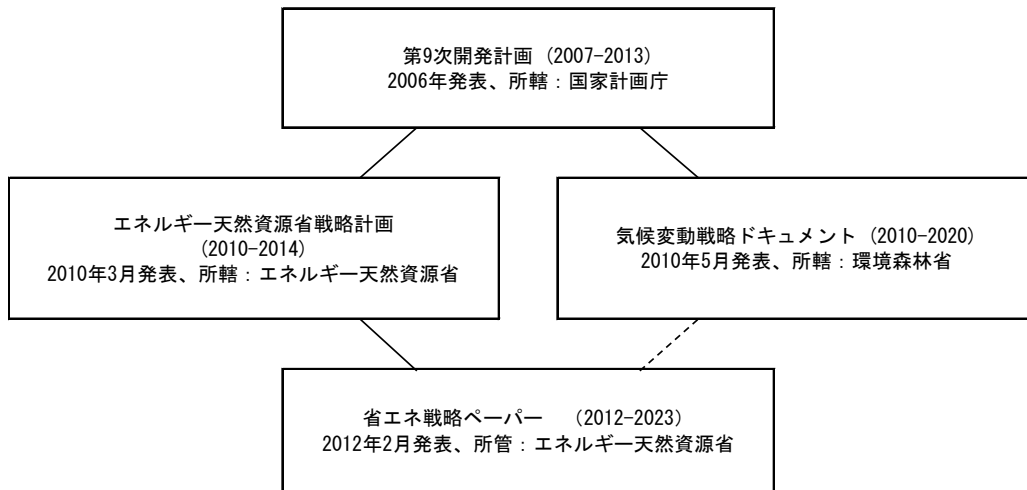 第9次開発計画 (2007-2013)
2006年発表、所轄：国家計画庁
エネルギー天然資源省戦略計画
(2010-2014)
2010年3月発表、所轄：エネルギー天然資源省
気候変動戦略ドキュメント (2010-2020)
2010年5月発表、所轄：環境森林省
省エネ戦略ペーパー　(2012-2023)
2012年2月発表、所管：エネルギー天然資源省